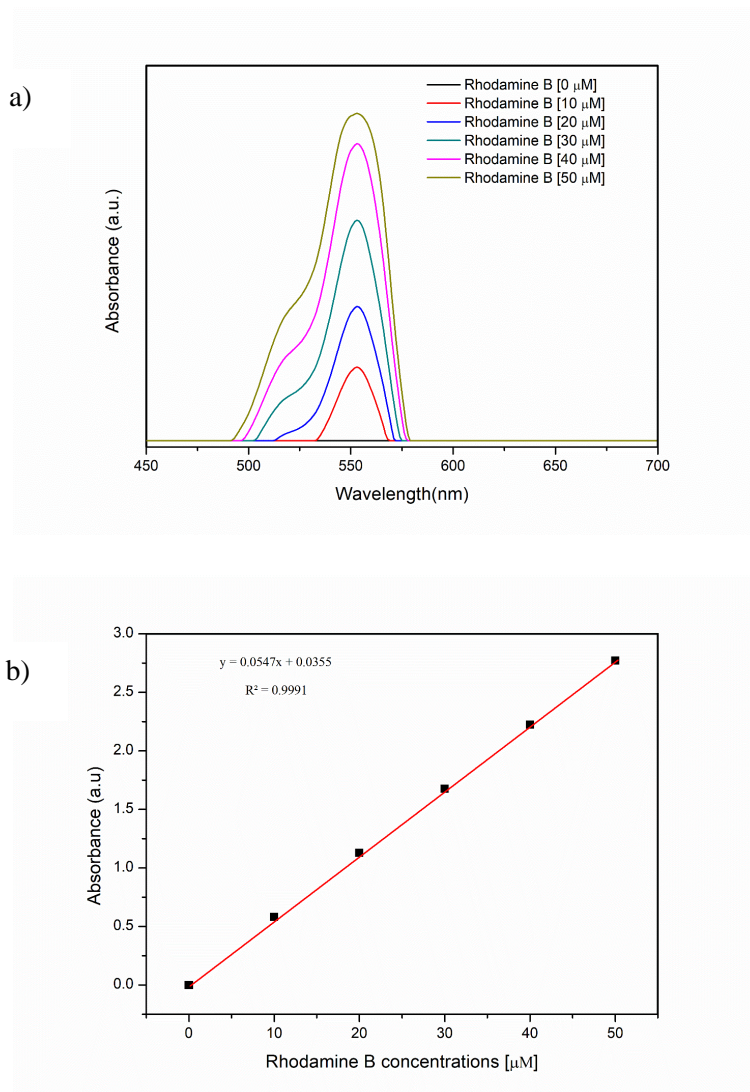 a)
Rhodamine B [0 μM]
Rhodamine B [10 μM]
Rhodamine B [20 μM]
Rhodamine B [30 μM]
Rhodamine B [40 μM]
Rhodamine B [50 μM]
Absorbance (a.u.)
450 500 550 600 650 700
Wavelength(nm)
b)
y = 0.0547x + 0.0355
R² = 0.9991
3.0
2.5
2.0
1.5
1.0
0.5
0.0
Absorbance (a.u)
0 10 20 30 40 50
Rhodamine B concentrations [μM]